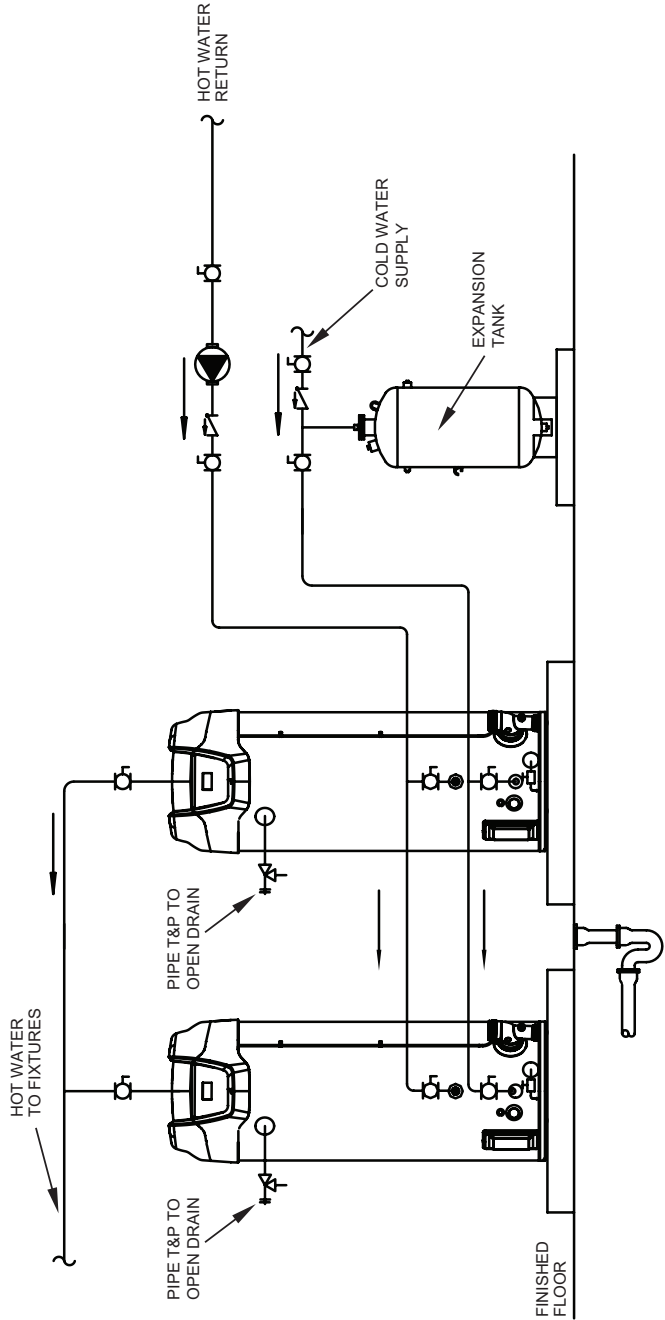 HOT WATER
TO FIXTURES
HOT WATER
RETURN
PIPE T&P TO
OPEN DRAIN
PIPE T&P TO
OPEN DRAIN
COLD WATER
SUPPLY
EXPANSION
TANK
FINISHED
FLOOR